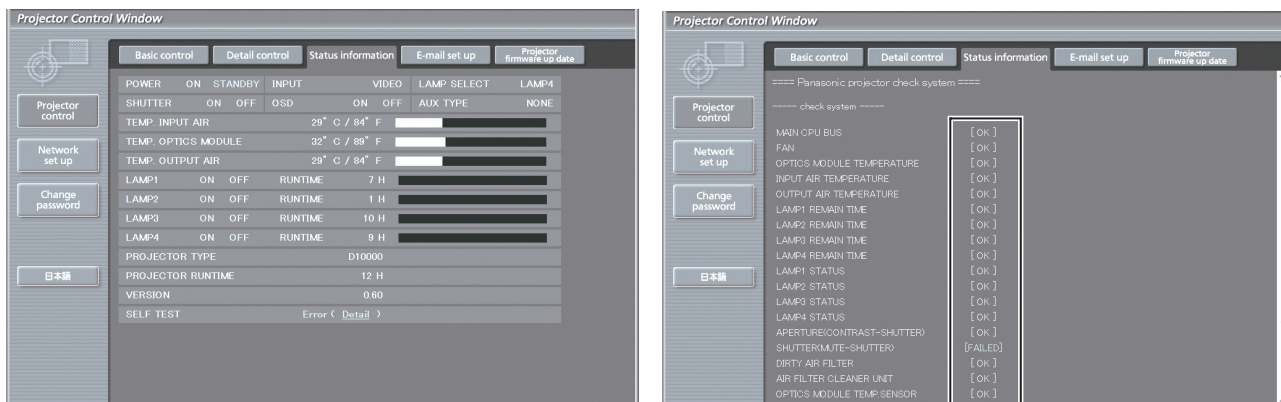 Projector Control Window
Basic control
Detail control
Status information
E-mail set up
Projector
firmware up date
Projector
control
Network
set up
Change
password
日本語
POWER ON STANDBY INPUT VIDEO LAMP SELECT LAMP4
SHUTTER ON OFF OSD ON OFF AUX TYPE NONE
TEMP. INPUT AIR 29° C / 84° F
TEMP. OPTICS MODULE 32° C / 89° F
TEMP. OUTPUT AIR 29° C / 84° F
LAMP1 ON OFF RUNTIME 7 H
LAMP2 ON OFF RUNTIME 1 H
LAMP3 ON OFF RUNTIME 10 H
LAMP4 ON OFF RUNTIME 9 H
PROJECTOR TYPE D10000
PROJECTOR RUNTIME 12 H
VERSION 0.60
SELF TEST Error ( Detail )
Projector Control Window
Basic control
Detail control
Status information
E-mail set up
Projector
firmware up date
Projector
control
Network
set up
Change
password
日本語
==== Panasonic projector check system ====
----- check system -----
MAIN CPU BUS [ OK ]
FAN [ OK ]
OPTICS MODULE TEMPERATURE [ OK ]
INPUT AIR TEMPERATURE [ OK ]
OUTPUT AIR TEMPERATURE [ OK ]
LAMP1 REMAIN TIME [ OK ]
LAMP2 REMAIN TIME [ OK ]
LAMP3 REMAIN TIME [ OK ]
LAMP4 REMAIN TIME [ OK ]
LAMP1 STATUS [ OK ]
LAMP2 STATUS [ OK ]
LAMP3 STATUS [ OK ]
LAMP4 STATUS [ OK ]
APERTURE(CONTRAST-SHUTTER) [ OK ]
SHUTTER(MUTE-SHUTTER) [FAILED]
DIRTY AIR FILTER [ OK ]
AIR FILTER CLEANER UNIT [ OK ]
OPTICS MODULE TEMP.SENSOR [ OK ]